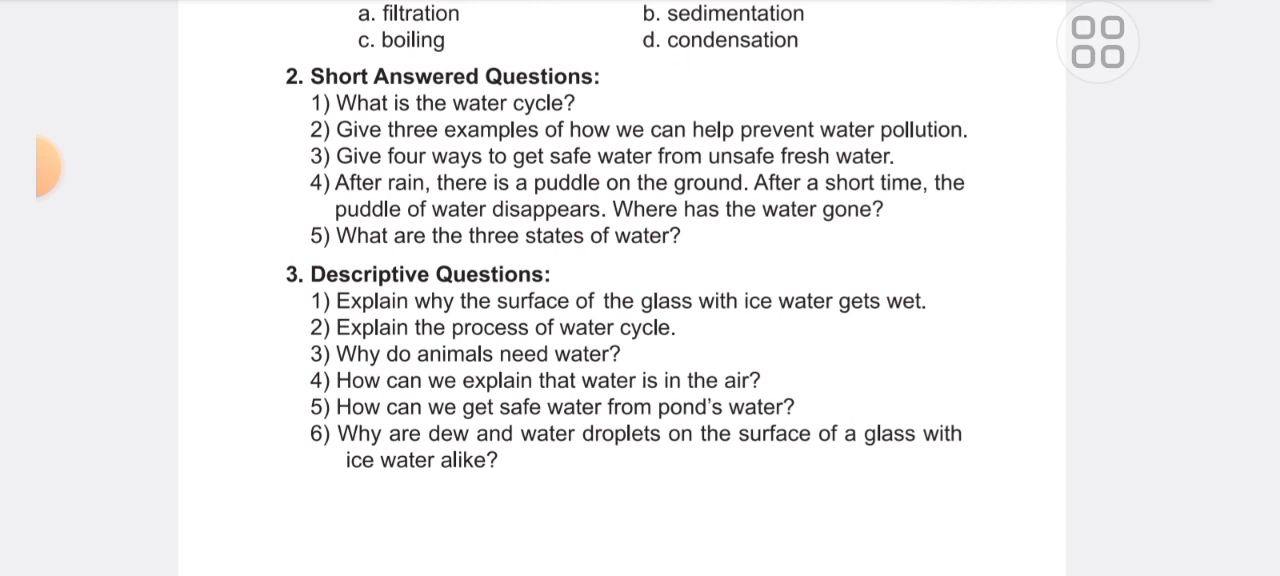 a. filtration b. sedimentation
c. boiling d. condensation
2. Short Answered Questions:
1) What is the water cycle?
2) Give three examples of how we can help prevent water pollution.
3) Give four ways to get safe water from unsafe fresh water.
4) After rain, there is a puddle on the ground. After a short time, the
puddle of water disappears. Where has the water gone?
5) What are the three states of water?
3. Descriptive Questions:
1) Explain why the surface of the glass with ice water gets wet.
2) Explain the process of water cycle.
3) Why do animals need water?
4) How can we explain that water is in the air?
5) How can we get safe water from pond's water?
6) Why are dew and water droplets on the surface of a glass with
ice water alike?